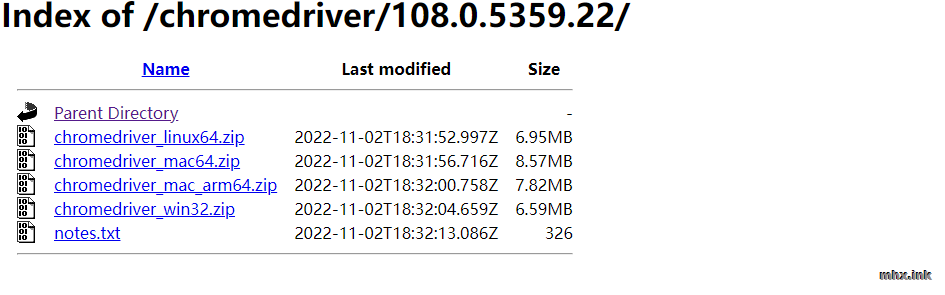 Index of /chromedriver/108.0.5359.22/
Name Last modified Size
Parent Directory -
chromedriver_linux64.zip 2022-11-02T18:31:52.997Z 6.95MB
chromedriver_mac64.zip 2022-11-02T18:31:56.716Z 8.57MB
chromedriver_mac_arm64.zip 2022-11-02T18:32:00.758Z 7.82MB
chromedriver_win32.zip 2022-11-02T18:32:04.659Z 6.59MB
notes.txt 2022-11-02T18:32:13.086Z 326
mhx.ink